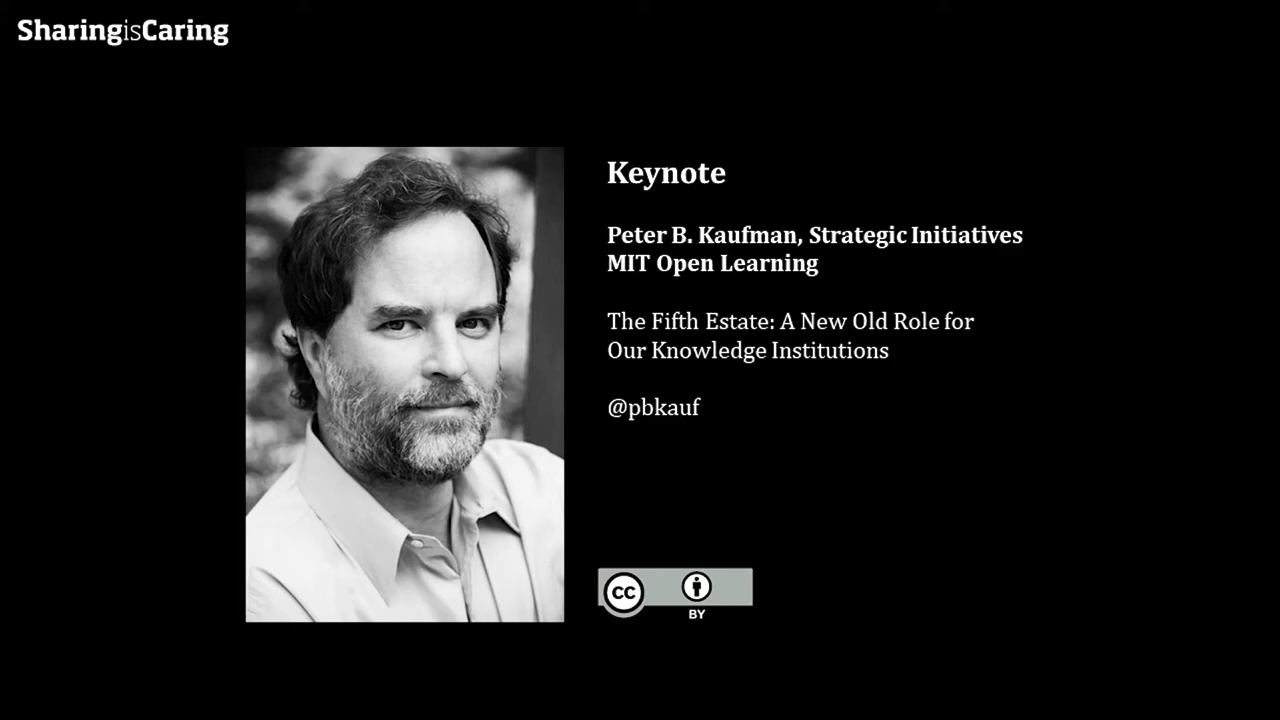 SharingisCaring
Keynote
Peter B. Kaufman, Strategic Initiatives
MIT Open Learning
The Fifth Estate: A New Old Role for
Our Knowledge Institutions
@pbkauf
CC
BY